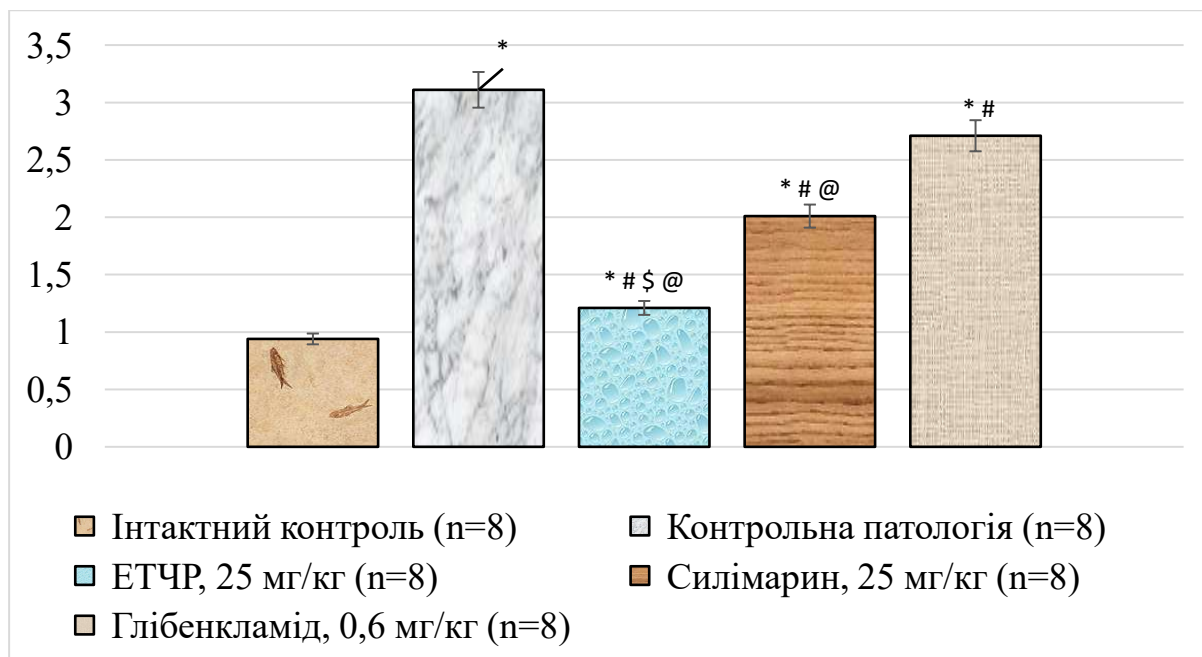 3,5
3
2,5
2
1,5
1
0,5
0
*
* # $ @
* # @
* #
Інтактний контроль (n=8)
Контрольна патологія (n=8)
ЕТЧР, 25 мг/кг (n=8)
Силімарин, 25 мг/кг (n=8)
Глібенкламід, 0,6 мг/кг (n=8)